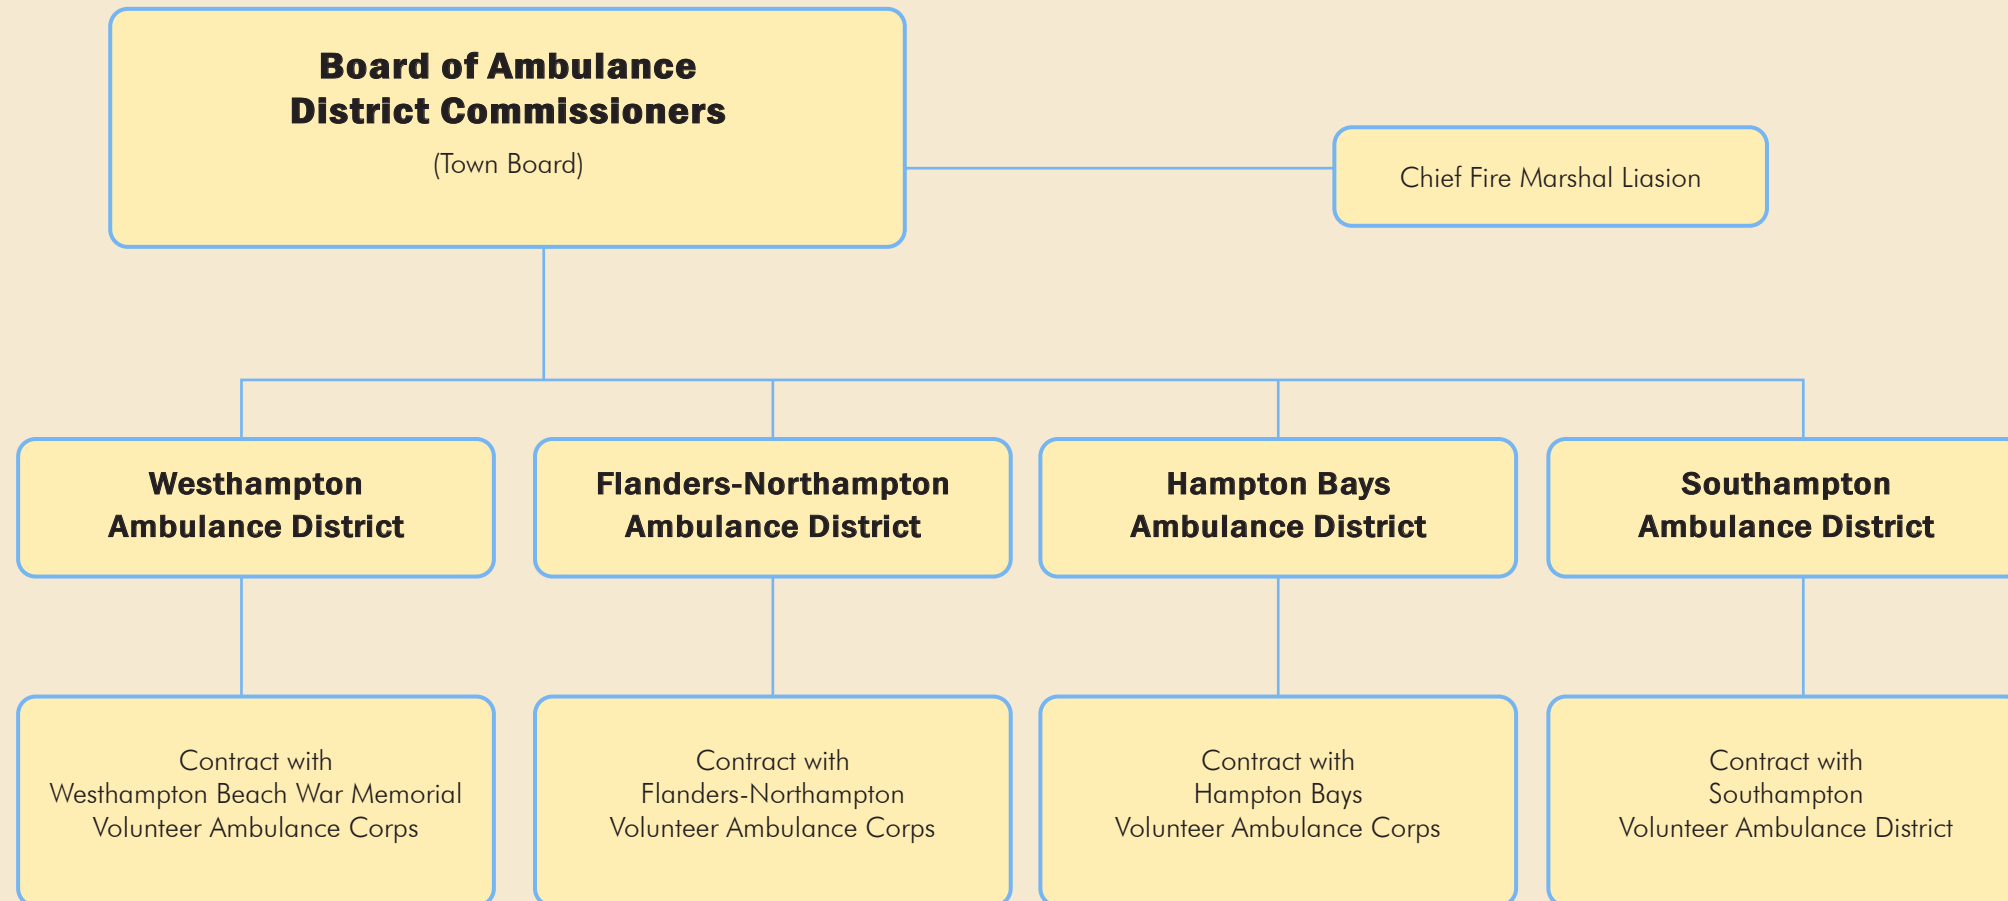 Board of Ambulance
District Commissioners
(Town Board)
Chief Fire Marshal Liasion
Westhampton
Ambulance District
Flanders-Northampton
Ambulance District
Hampton Bays
Ambulance District
Southampton
Ambulance District
Contract with
Westhampton Beach War Memorial
Volunteer Ambulance Corps
Contract with
Flanders-Northampton
Volunteer Ambulance Corps
Contract with
Hampton Bays
Volunteer Ambulance Corps
Contract with
Southampton
Volunteer Ambulance District